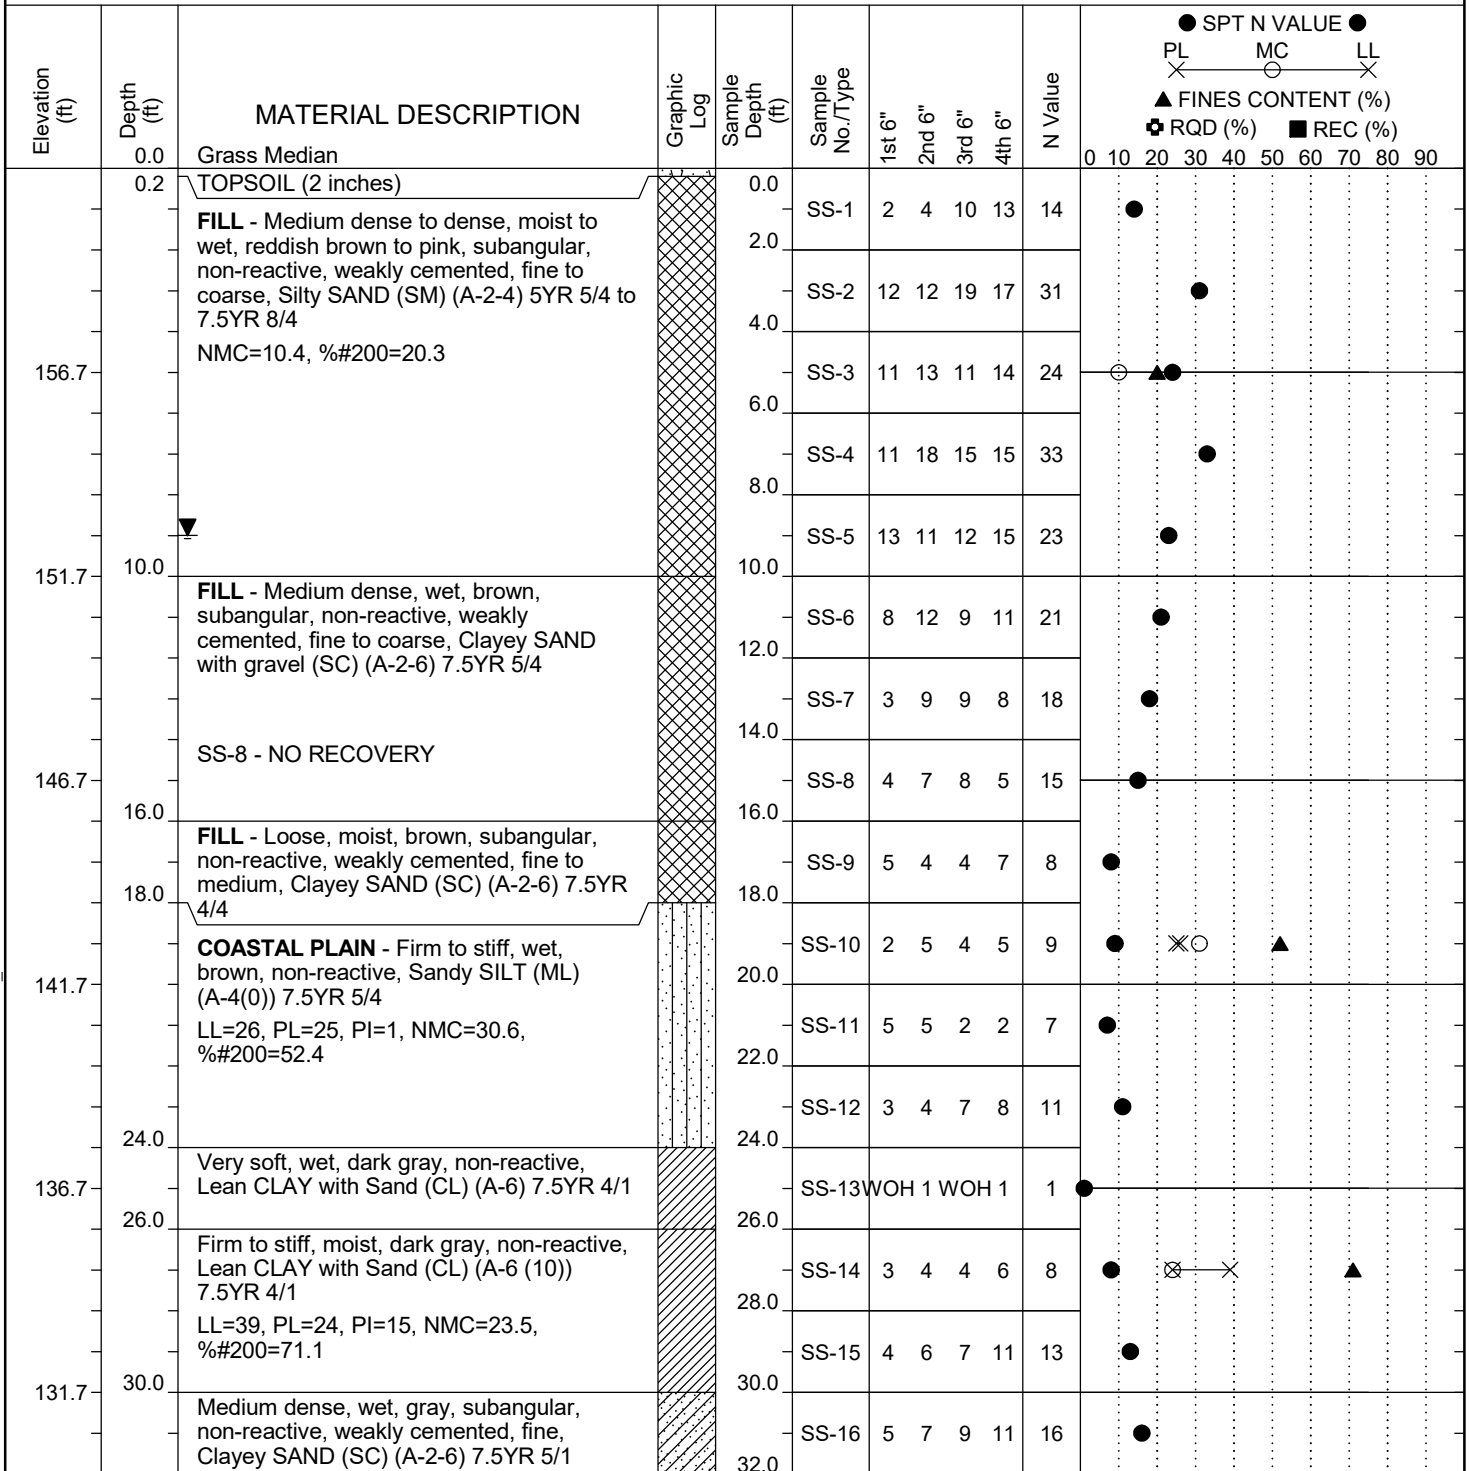 ● SPT N VALUE ●
PL MC LL
▲ FINES CONTENT (%)
RQD (%) ■ REC (%)
0 10 20 30 40 50 60 70 80 90
Elevation
(ft)
Depth
(ft)
MATERIAL DESCRIPTION
Graphic
Log
Sample
Depth
(ft)
Sample
No./Type
1st 6"
2nd 6"
3rd 6"
4th 6"
N Value
0.0 Grass Median
0.2 TOPSOIL (2 inches)
FILL - Medium dense to dense, moist to
wet, reddish brown to pink, subangular,
non-reactive, weakly cemented, fine to
coarse, Silty SAND (SM) (A-2-4) 5YR 5/4 to
7.5YR 8/4
NMC=10.4, %#200=20.3
156.7
151.7 10.0
FILL - Medium dense, wet, brown,
subangular, non-reactive, weakly
cemented, fine to coarse, Clayey SAND
with gravel (SC) (A-2-6) 7.5YR 5/4
SS-8 - NO RECOVERY
146.7
16.0
FILL - Loose, moist, brown, subangular,
non-reactive, weakly cemented, fine to
medium, Clayey SAND (SC) (A-2-6) 7.5YR
4/4
18.0
COASTAL PLAIN - Firm to stiff, wet,
brown, non-reactive, Sandy SILT (ML)
(A-4(0)) 7.5YR 5/4
LL=26, PL=25, PI=1, NMC=30.6,
%#200=52.4
141.7
24.0
Very soft, wet, dark gray, non-reactive,
Lean CLAY with Sand (CL) (A-6) 7.5YR 4/1
136.7
26.0
Firm to stiff, moist, dark gray, non-reactive,
Lean CLAY with Sand (CL) (A-6 (10))
7.5YR 4/1
LL=39, PL=24, PI=15, NMC=23.5,
%#200=71.1
131.7 30.0
Medium dense, wet, gray, subangular,
non-reactive, weakly cemented, fine,
Clayey SAND (SC) (A-2-6) 7.5YR 5/1
0.0
SS-1 2 4 10 13 14
2.0
SS-2 12 12 19 17 31
4.0
SS-3 11 13 11 14 24
6.0
SS-4 11 18 15 15 33
8.0
SS-5 13 11 12 15 23
10.0
SS-6 8 12 9 11 21
12.0
SS-7 3 9 9 8 18
14.0
SS-8 4 7 8 5 15
16.0
SS-9 5 4 4 7 8
18.0
SS-10 2 5 4 5 9
20.0
SS-11 5 5 2 2 7
22.0
SS-12 3 4 7 8 11
24.0
SS-13 WOH 1 WOH 1 1
26.0
SS-14 3 4 4 6 8
28.0
SS-15 4 6 7 11 13
30.0
SS-16 5 7 9 11 16
32.0